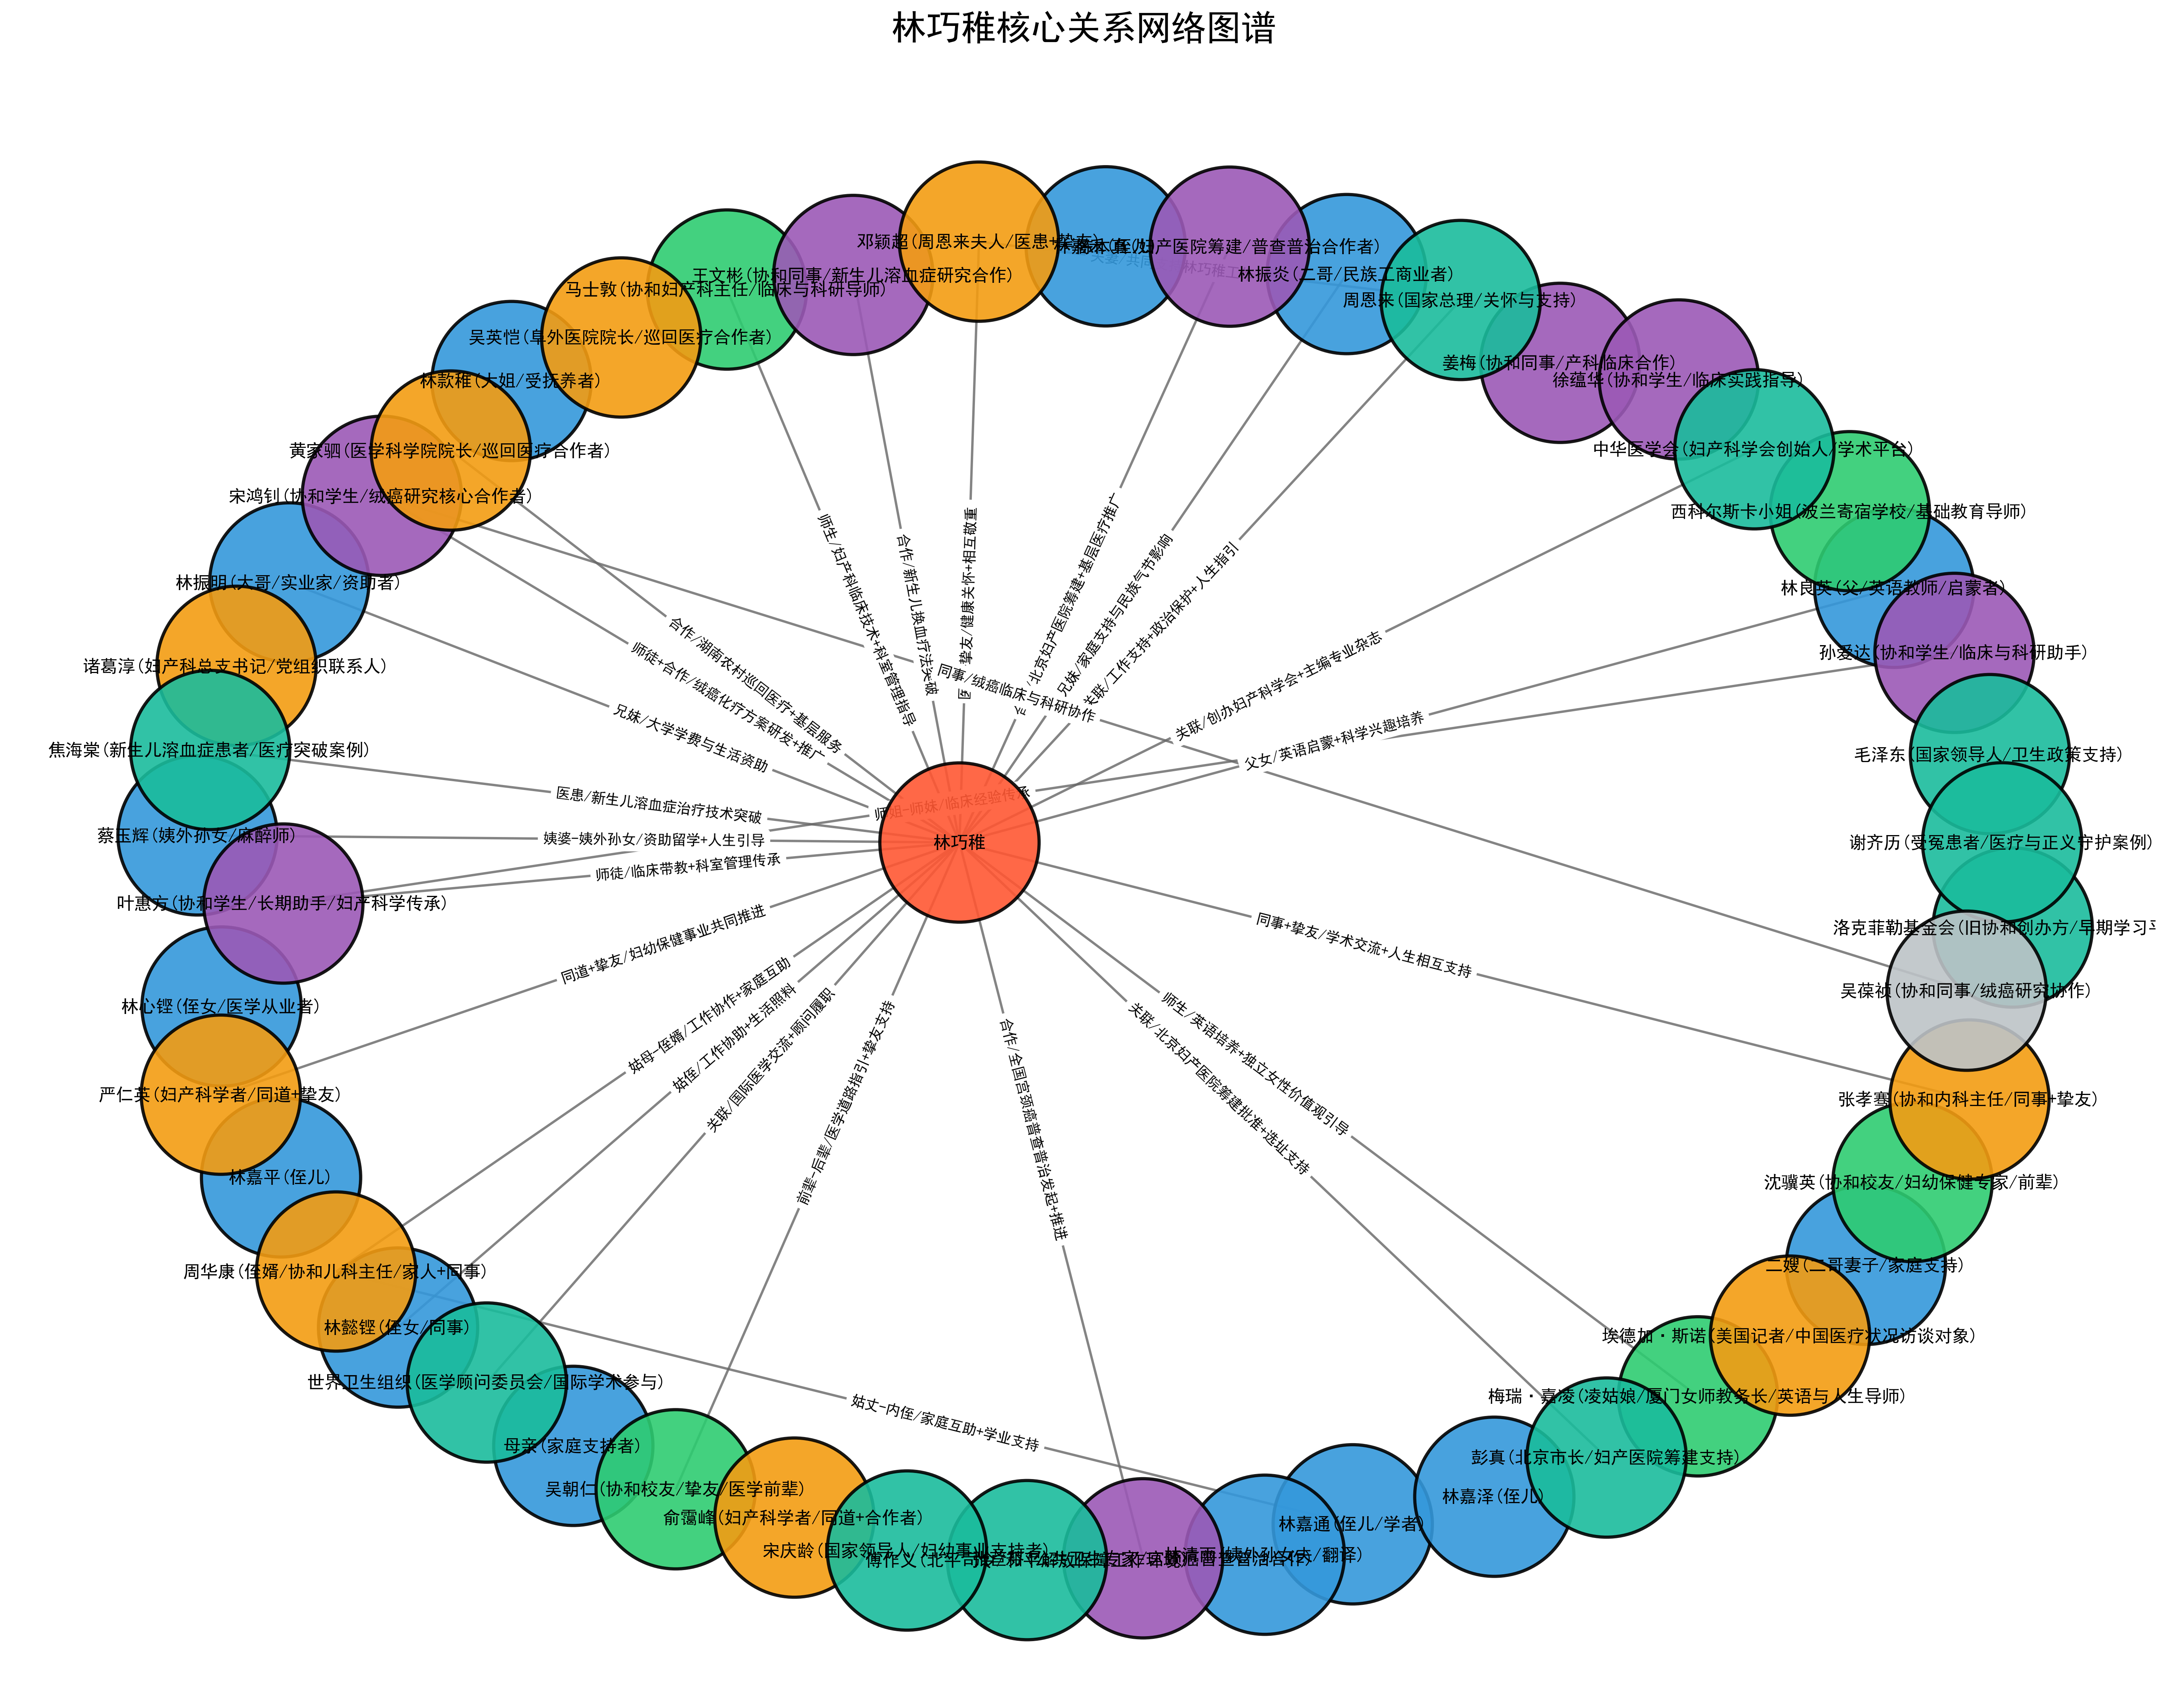 林巧稚核心关系网络图谱
邓颖超(周恩来夫人/医患+挚友)
妇产医院筹建/普查普治合作者)
王文彬(协和同事/新生儿溶血症研究合作)
林振炎(二哥/民族工商业者)
马士敦(协和妇产科主任/临床与科研导师)
周恩来(国家总理/关怀与支持)
吴英恺(阜外医院院长/巡回医疗合作者)
姜梅(协和同事/产科临床合作)
林款稚(大姐/受抚养者)
徐蕴华(协和学生/临床实践指导)
黄家驷(医学科学院院长/巡回医疗合作者)
中华医学会(妇产科学会创始人/学术平台)
宋鸿钊(协和学生/绒癌研究核心合作者)
西科尔斯卡小姐(波兰寄宿学校/基础教育导师)
林振明(大哥/实业家/资助者)
林良英(父/英语教师/启蒙者)
诸葛淳(妇产科总支书记/党组织联系人)
孙爱达(协和学生/临床与科研助手)
焦海棠(新生儿溶血症患者/医疗突破案例)
毛泽东(国家领导人/卫生政策支持)
蔡玉辉(姨外孙女/麻醉师)
林巧稚
谢齐历(受冤患者/医疗与正义守护案例)
叶惠方(协和学生/长期助手/妇产科学传承)
洛克菲勒基金会(旧协和创办方/早期学习平
林心铿(侄女/医学从业者)
吴葆祯(协和同事/绒癌研究协作)
严仁英(妇产科学者/同道+挚友)
张孝骞(协和内科主任/同事+挚友)
林嘉平(侄儿)
沈骥英(协和校友/妇幼保健专家/前辈)
周华康(侄婿/协和儿科主任/家人+同事)
二嫂(二哥妻子/家庭支持)
林懿铿(侄女/同事)
埃德加·斯诺(美国记者/中国医疗状况访谈对象)
世界卫生组织(医学顾问委员会/国际学术参与)
梅瑞·嘉凌(凌姑娘/厦门女师教务长/英语与人生导师)
母亲(家庭支持者)
彭真(北京市长/妇产医院筹建支持)
吴朝仁(协和校友/挚友/医学前辈)
林嘉泽(侄儿)
俞霭峰(妇产科学者/同道+合作者)
林嘉通(侄儿/学者)
宋庆龄(国家领导人/妇幼事业支持者)
师生/妇产科临床技术+科室管理指导
合作/新生儿换血疗法突破
挚友/健康关怀+相互敬重
北京妇产医院筹建+基层医疗推广
兄妹/家庭支持与民族气节影响
关联/工作支持+政治保护+人生指引
关联/创办妇产科学会+主编专业杂志
父女/英语启蒙+科学兴趣培养
合作/湖南农村巡回医疗+基层服务
师徒+合作/绒癌化疗方案研发+推广
同事/绒癌临床与科研协作
兄妹/大学学费与生活资助
医患/新生儿溶血症治疗技术突破
师姐-师妹/临床经验传承
姨婆-姨外孙女/资助留学+人生引导
师徒/临床带教+科室管理传承
同道+挚友/妇幼保健事业共同推进
同事+挚友/学术交流+人生相互支持
姑母-侄婿/工作协作+家庭互助
姑侄/工作协助+生活照料
关联/国际医学交流+顾问履职
前辈-后辈/医学道路指引+挚友支持
合作/全国宫颈癌普查普治发起+推进
师生/英语培养+独立女性价值观引导
关联/北京妇产医院筹建批准+选址支持
姑丈-内侄/家庭互助+学业支持